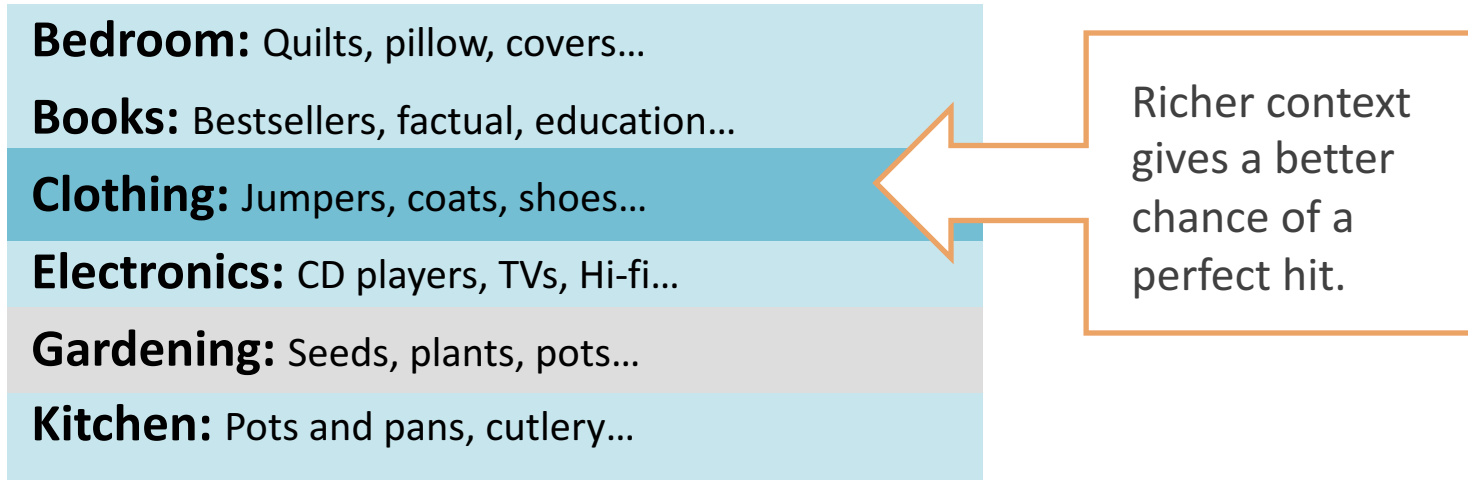 Bedroom: Quilts, pillow, covers…
Books: Bestsellers, factual, education…
Clothing: Jumpers, coats, shoes…
Electronics: CD players, TVs, Hi-fi…
Gardening: Seeds, plants, pots…
Kitchen: Pots and pans, cutlery…
Richer context
gives a better
chance of a
perfect hit.